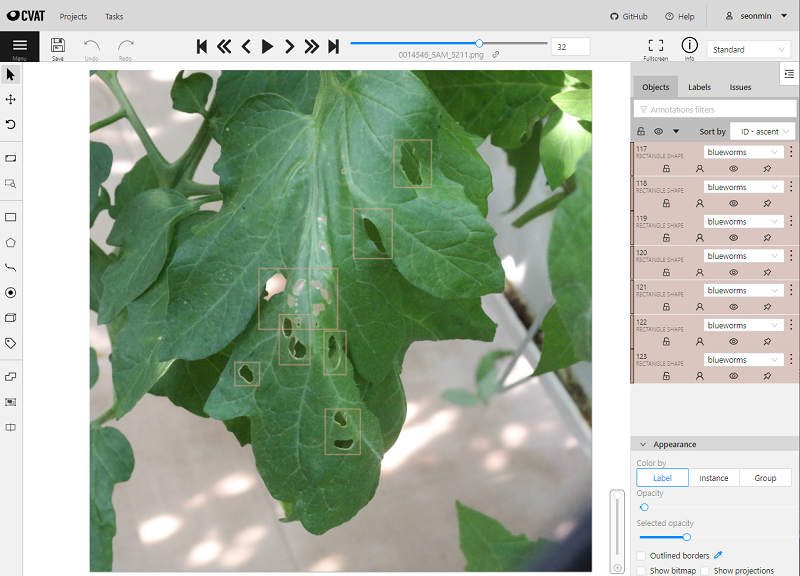 CVAT Projects Tasks GitHub Help seonmin
Menu Save Undo Redo 0014546_SAM_5211.png 32 Fullscreen Info Standard
Objects Labels Issues
Annotations filters
Sort by ID - ascent
117 RECTANGLE SHAPE blueworms
118 RECTANGLE SHAPE blueworms
119 RECTANGLE SHAPE blueworms
120 RECTANGLE SHAPE blueworms
121 RECTANGLE SHAPE blueworms
122 RECTANGLE SHAPE blueworms
123 RECTANGLE SHAPE blueworms
Appearance
Color by
Label Instance Group
Opacity
Selected opacity
Outlined borders
Show bitmap Show projections